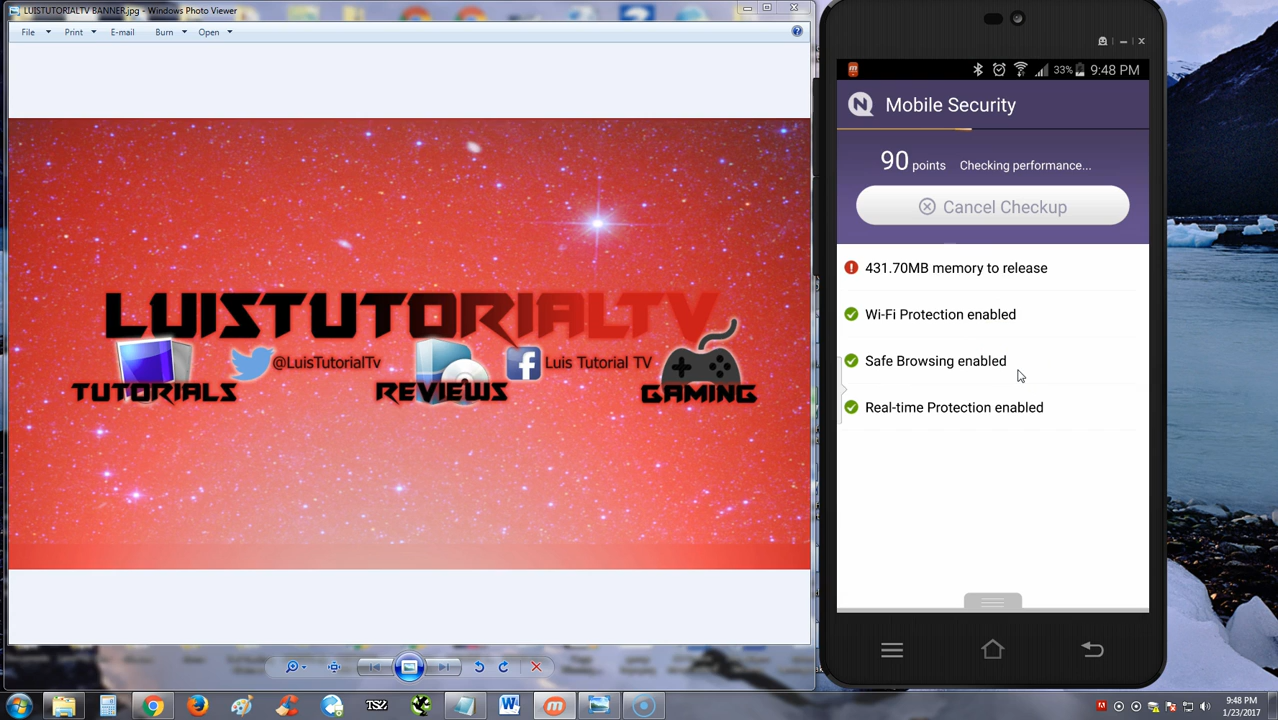 LUISTUTORIALTV BANNER.jpg - Windows Photo Viewer
File Print E-mail Burn Open
LUISTUTORIALTV
@LuisTutorialTv
Luis Tutorial TV
TUTORIALS
REVIEWS
GAMING
33% 9:48 PM
N Mobile Security
90 points Checking performance...
Cancel Checkup
431.70MB memory to release
Wi-Fi Protection enabled
Safe Browsing enabled
Real-time Protection enabled
TSZ
W
9:48 PM
1/23/2017